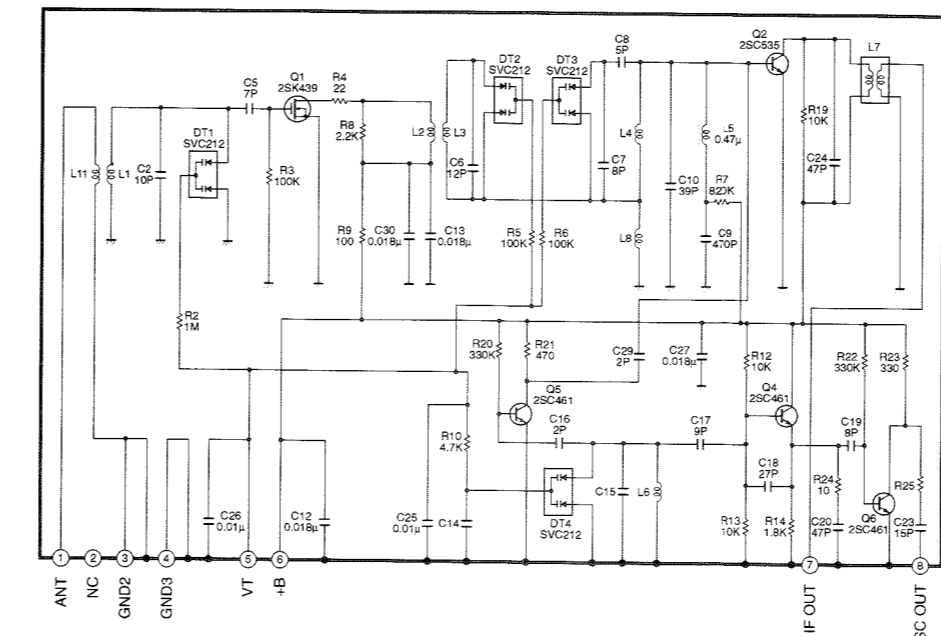 C8
5P
Q2
2SC535
L7
DT2
SVC212
DT3
SVC212
C5
7P
Q1
2SK439
R4
22
DT1
SVC212
R8
2.2K
L2
L3
L4
L5
0.47µ
R19
10K
L11
L1
C2
10P
R3
100K
C6
12P
C7
8P
C10
39P
R7
820K
C24
47P
R9
100
C30
0.018µ
C13
0.018µ
R5
100K
R6
100K
L8
C9
470P
R2
1M
R20
330K
R21
470
C29
2P
C27
0.018µ
R12
10K
R22
330K
R23
330
Q5
2SC461
Q4
2SC461
C16
2P
C17
9P
C19
8P
R10
4.7K
C18
27P
R24
10
R25
C26
0.01µ
C12
0.018µ
C25
0.01µ
C14
DT4
SVC212
C15
L6
R13
10K
R14
1.8K
C20
47P
Q6
2SC461
C23
15P
1
2
3
4
5
6
7
8
ANT
NC
GND2
GND3
VT
+B
IF OUT
SC OUT